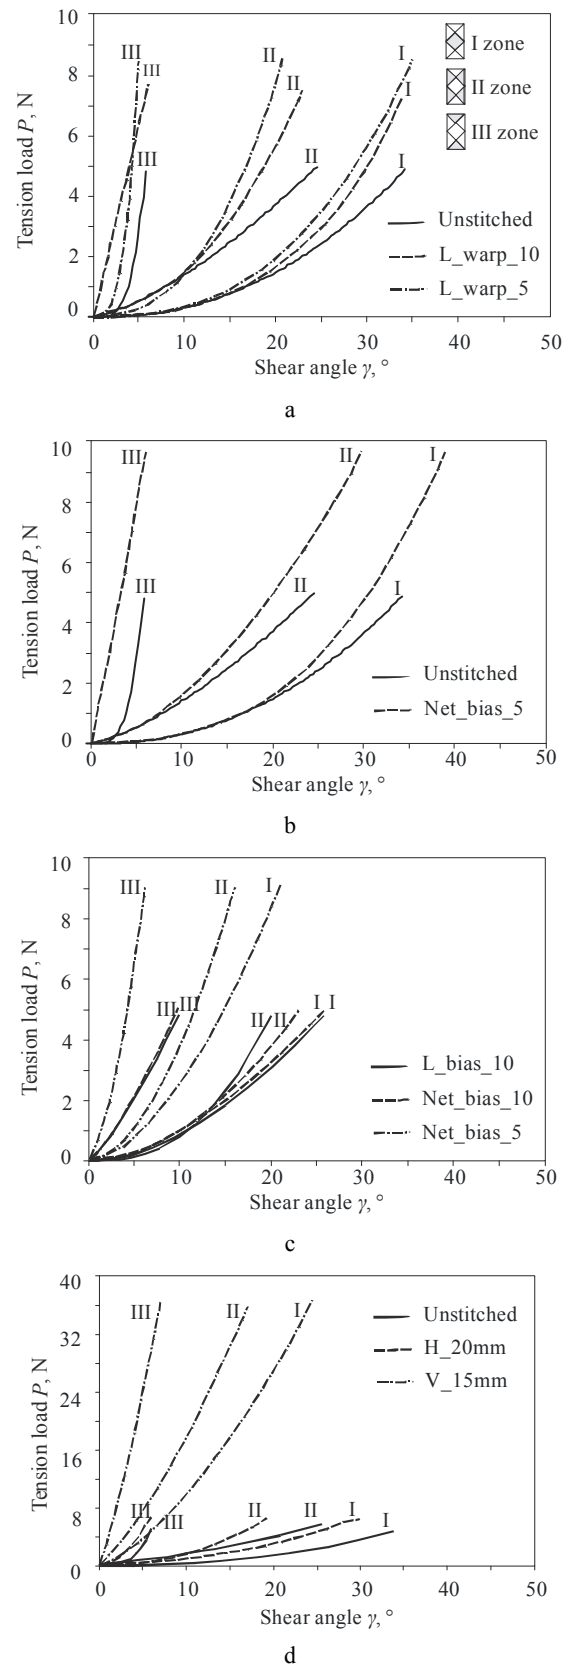 10
8
6
4
2
0
Tension load P, N
III
III
III
II
II
II
I
I
I
I zone
II zone
III zone
Unstitched
L_warp_10
L_warp_5
0 10 20 30 40 50
Shear angle γ, °
a
10
8
6
4
2
0
Tension load P, N
III
III
II
II
I
I
Unstitched
Net_bias_5
0 10 20 30 40 50
Shear angle γ, °
b
10
8
6
4
2
0
Tension load P, N
III II I
III III II II I I
L_bias_10
Net_bias_10
Net_bias_5
0 10 20 30 40 50
Shear angle γ, °
c
40
32
24
16
8
0
Tension load P, N
III II I
III III II II I I
Unstitched
H_20mm
V_15mm
0 10 20 30 40 50
Shear angle γ, °
d